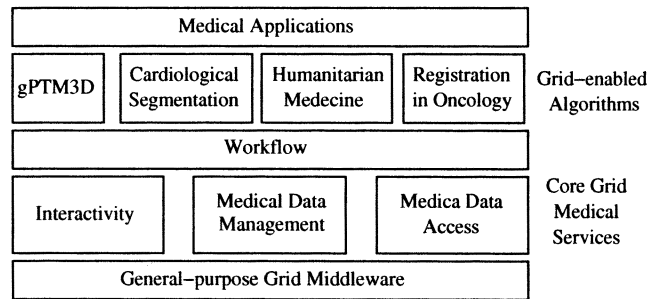 Medical Applications
gPTM3D
Cardiological
Segmentation
Humanitarian
Medecine
Registration
in Oncology
Grid-enabled
Algorithms
Workflow
Interactivity
Medical Data
Management
Medica Data
Access
Core Grid
Medical
Services
General-purpose Grid Middleware